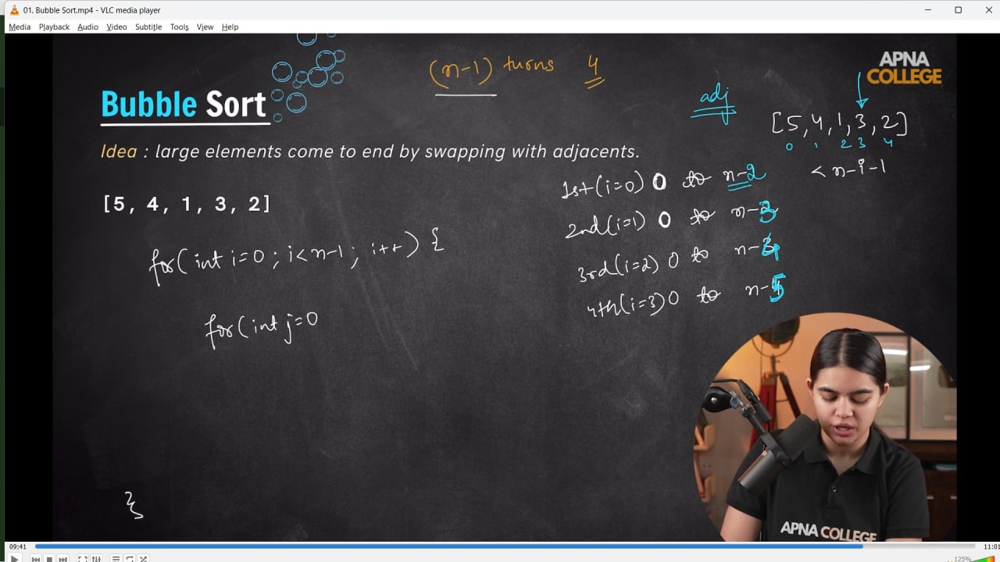 01. Bubble Sort.mp4 - VLC media player
Media Playback Audio Video Subtitle Tools View Help
(n-1) turns 4
APNA
COLLEGE
Bubble Sort
adj
[5, 4, 1, 3, 2]
0 1 2 3 4
Idea : large elements come to end by swapping with adjacents.
< n-i-1
1st(i=0) 0 to n-2
[5, 4, 1, 3, 2]
2nd(i=1) 0 to n-3
for( int i=0 ; i<n-1 ; i++ ) {
3rd(i=2) 0 to n-4
4th(i=3) 0 to n-5
for( int j=0
}
APNA COLLEGE
09:41
11:01
125%